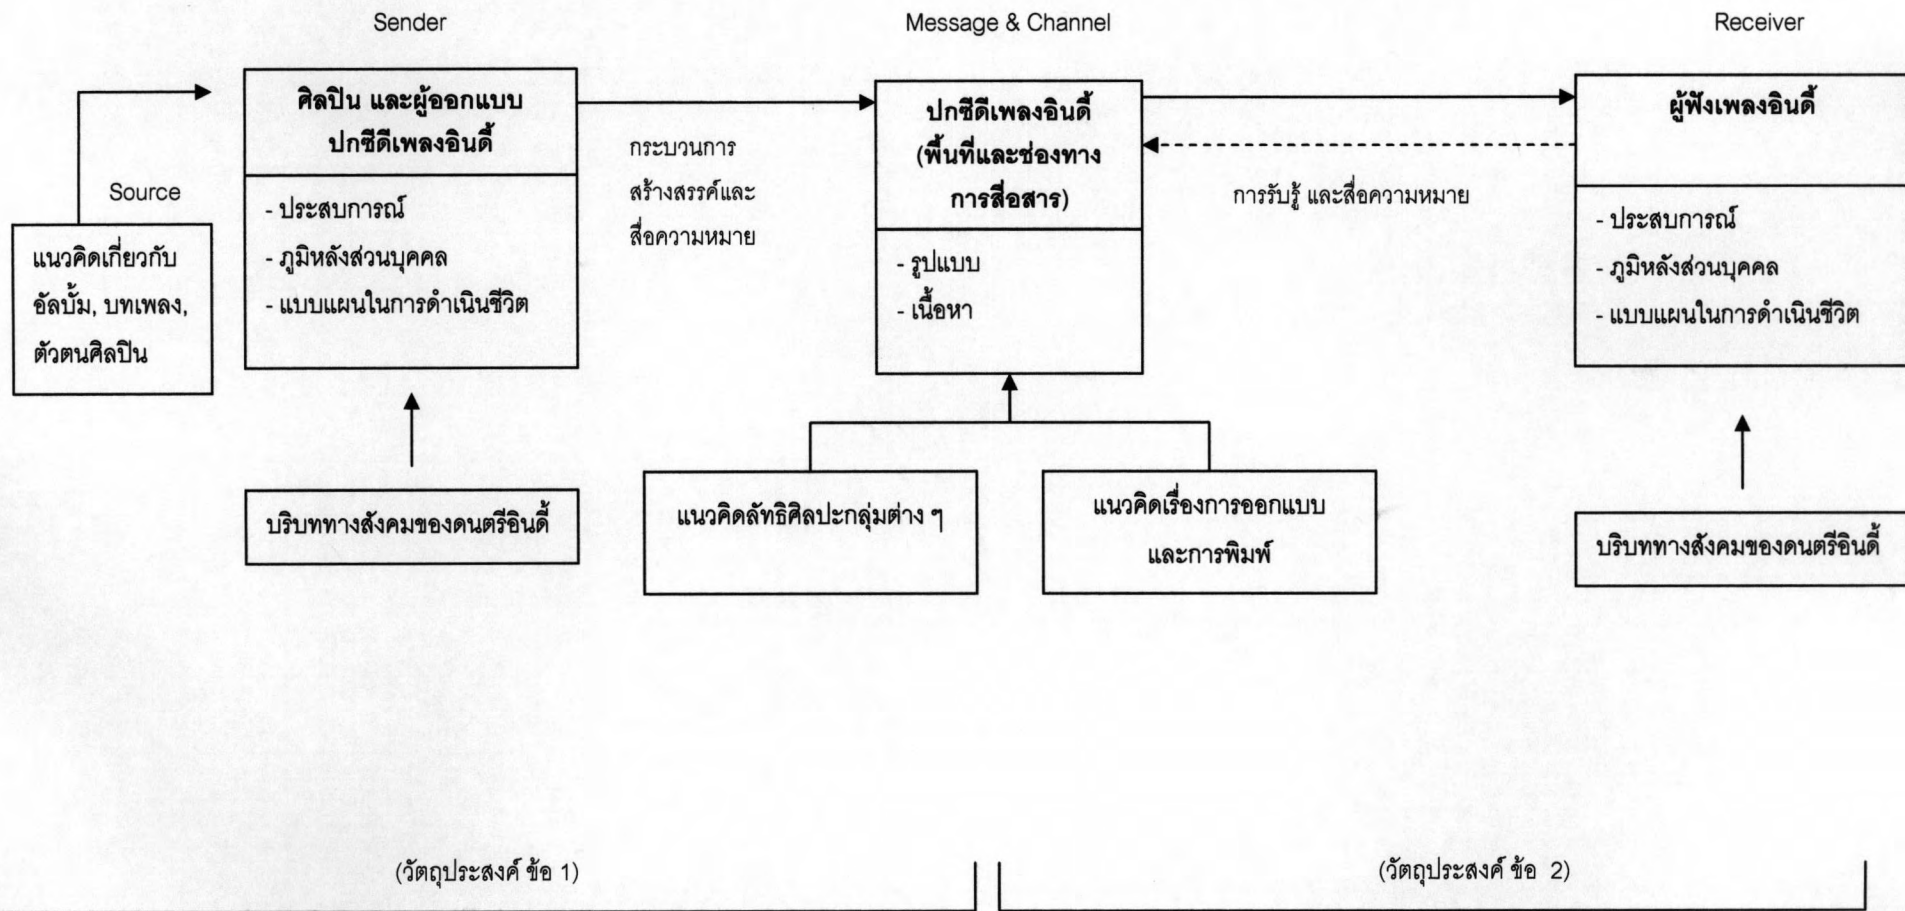 Sender
Message & Channel
Receiver
ศิลปิน และผู้ออกแบบ
ปกซีดีเพลงอินดี้
- ประสบการณ์
- ภูมิหลังส่วนบุคคล
- แบบแผนในการดำเนินชีวิต
Source
แนวคิดเกี่ยวกับ
อัลบั้ม, บทเพลง,
ตัวตนศิลปิน
กระบวนการ
สร้างสรรค์และ
สื่อความหมาย
ปกซีดีเพลงอินดี้
(พื้นที่และช่องทาง
การสื่อสาร)
- รูปแบบ
- เนื้อหา
การรับรู้ และสื่อความหมาย
ผู้ฟังเพลงอินดี้
- ประสบการณ์
- ภูมิหลังส่วนบุคคล
- แบบแผนในการดำเนินชีวิต
บริบททางสังคมของดนตรีอินดี้
แนวคิดลัทธิศิลปะกลุ่มต่าง ๆ
แนวคิดเรื่องการออกแบบ
และการพิมพ์
บริบททางสังคมของดนตรีอินดี้
(วัตถุประสงค์ ข้อ 1)
(วัตถุประสงค์ ข้อ 2)